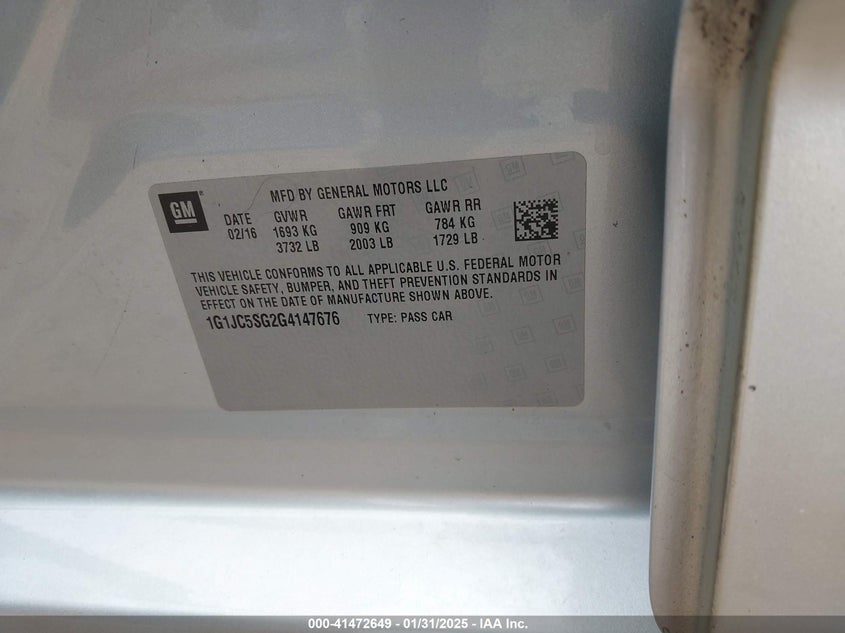 GM
MFD BY GENERAL MOTORS LLC
DATE GVWR GAWR FRT GAWR RR
02/16 1693 KG 909 KG 784 KG
3732 LB 2003 LB 1729 LB
THIS VEHICLE CONFORMS TO ALL APPLICABLE U.S. FEDERAL MOTOR
VEHICLE SAFETY, BUMPER, AND THEFT PREVENTION STANDARDS IN
EFFECT ON THE DATE OF MANUFACTURE SHOWN ABOVE.
1G1JC5SG2G4147676 TYPE: PASS CAR
000-41472649 - 01/31/2025 - IAA Inc.